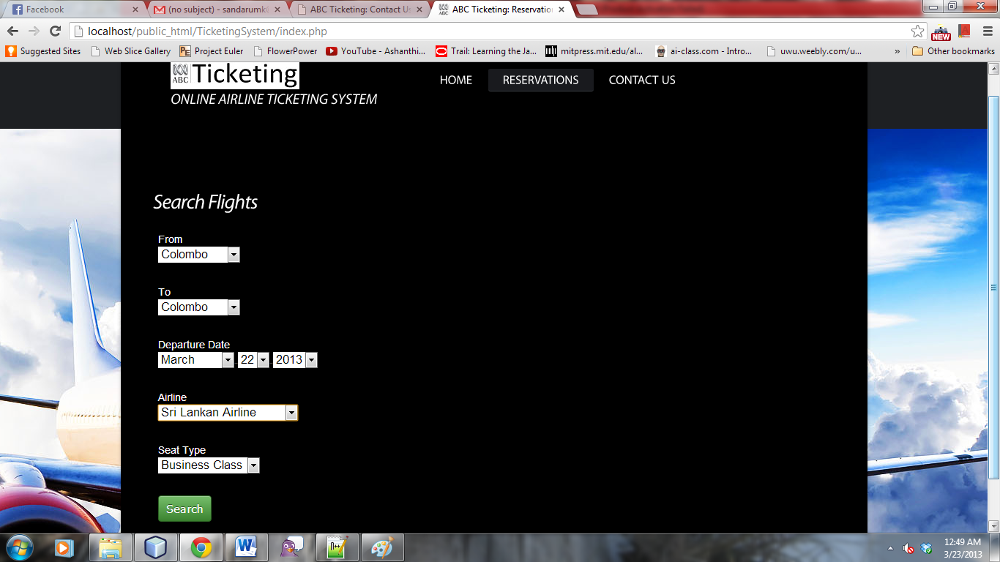 Facebook
(no subject) - sandarumk@
ABC Ticketing: Contact Us
ABC Ticketing: Reservation
localhost/public_html/TicketingSystem/index.php
NEW
Suggested Sites
Web Slice Gallery
PE Project Euler
FlowerPower
YouTube - Ashanthi...
Trail: Learning the Ja...
mitpress.mit.edu/al...
ai-class.com - Intro...
uwu.weebly.com/u...
» Other bookmarks
ABC Ticketing
ONLINE AIRLINE TICKETING SYSTEM
HOME RESERVATIONS CONTACT US
Search Flights
From
Colombo
To
Colombo
Departure Date
March 22 2013
Airline
Sri Lankan Airline
Seat Type
Business Class
Search
12:49 AM
3/23/2013